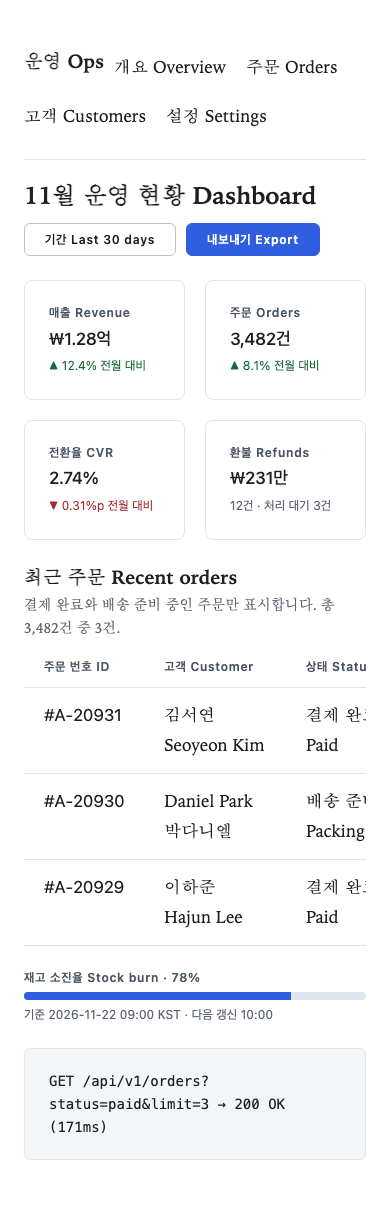 운영 Ops 개요 Overview 주문 Orders
고객 Customers 설정 Settings
11월 운영 현황 Dashboard
기간 Last 30 days 내보내기 Export
매출 Revenue
₩1.28억
▲ 12.4% 전월 대비
주문 Orders
3,482건
▲ 8.1% 전월 대비
전환율 CVR
2.74%
▼ 0.31%p 전월 대비
환불 Refunds
₩231만
12건 · 처리 대기 3건
최근 주문 Recent orders
결제 완료와 배송 준비 중인 주문만 표시합니다. 총
3,482건 중 3건.
주문 번호 ID 고객 Customer 상태
#A-20931 김서연 결제
Seoyeon Kim Paid
#A-20930 Daniel Park 배송
박다니엘 Packing
#A-20929 이하준 결제
Hajun Lee Paid
재고 소진율 Stock burn · 78%
기준 2026-11-22 09:00 KST · 다음 갱신 10:00
GET /api/v1/orders?
status=paid&limit=3 → 200 OK
(171ms)